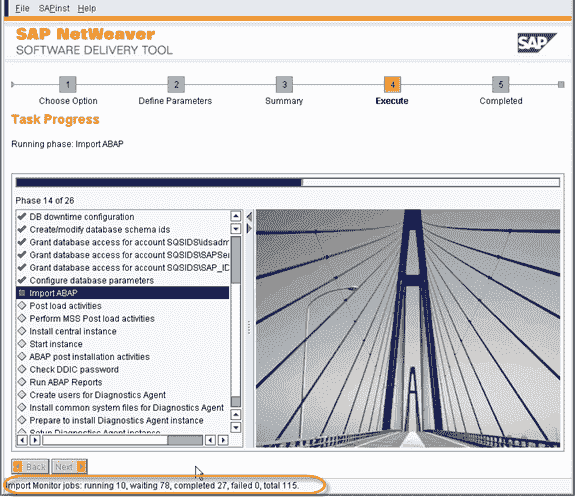 File SAPinst Help
SAP NetWeaver
SOFTWARE DELIVERY TOOL
SAP
1 2 3 4 5
Choose Option Define Parameters Summary Execute Completed
Task Progress
Running phase: Import ABAP
Phase 14 of 26
DB downtime configuration
Create/modify database schema ids
Grant database access for account SQSIDS\idsadm
Grant database access for account SQSIDS\SAPSer
Grant database access for account SQSIDS\SAP_ID
Configure database parameters
Import ABAP
Post load activities
Perform MSS Post load activities
Install central instance
Start instance
ABAP post installation activities
Check DDIC password
Run ABAP Reports
Create users for Diagnostics Agent
Install common system files for Diagnostics Agent
Prepare to install Diagnostics Agent instance
Setup Diagnostics Agent instance
Back Next
Import Monitor jobs: running 10, waiting 78, completed 27, failed 0, total 115.